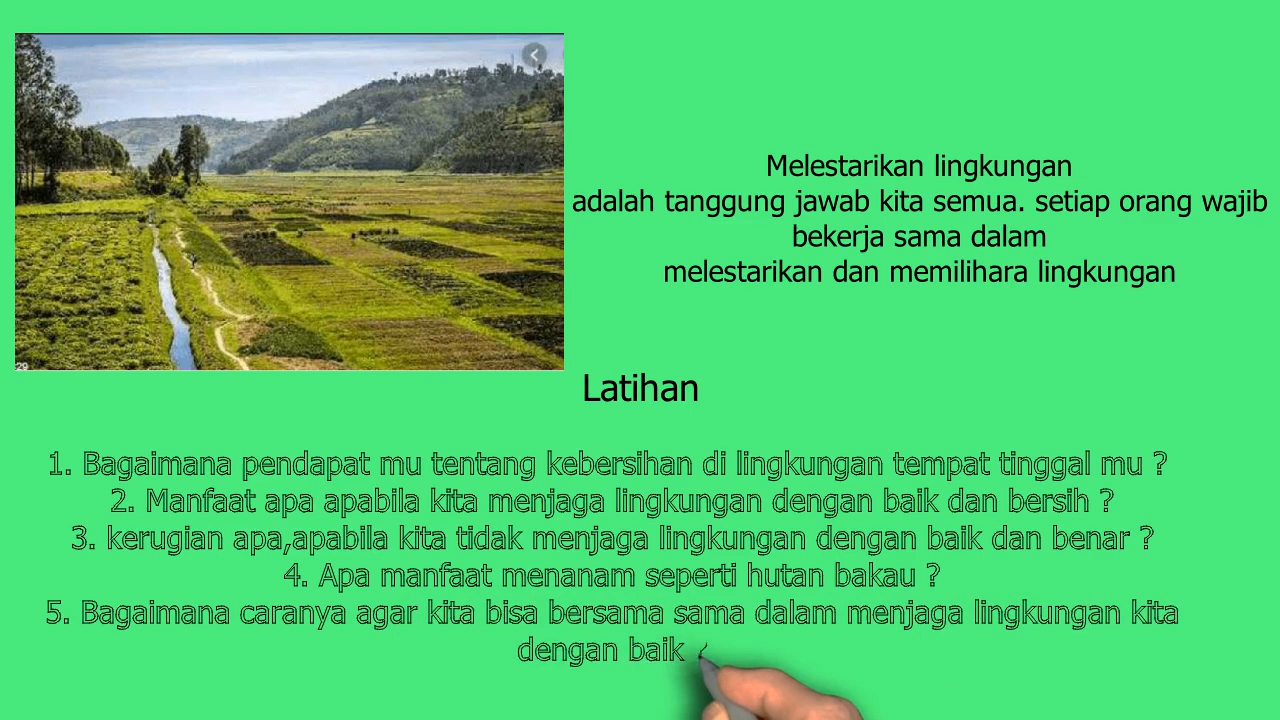 Melestarikan lingkungan
adalah tanggung jawab kita semua. setiap orang wajib
bekerja sama dalam
melestarikan dan memilihara lingkungan
29
Latihan
1. Bagaimana pendapat mu tentang kebersihan di lingkungan tempat tinggal mu ?
2. Manfaat apa apabila kita menjaga lingkungan dengan baik dan bersih ?
3. kerugian apa,apabila kita tidak menjaga lingkungan dengan baik dan benar ?
4. Apa manfaat menanam seperti hutan bakau ?
5. Bagaimana caranya agar kita bisa bersama sama dalam menjaga lingkungan kita
dengan baik